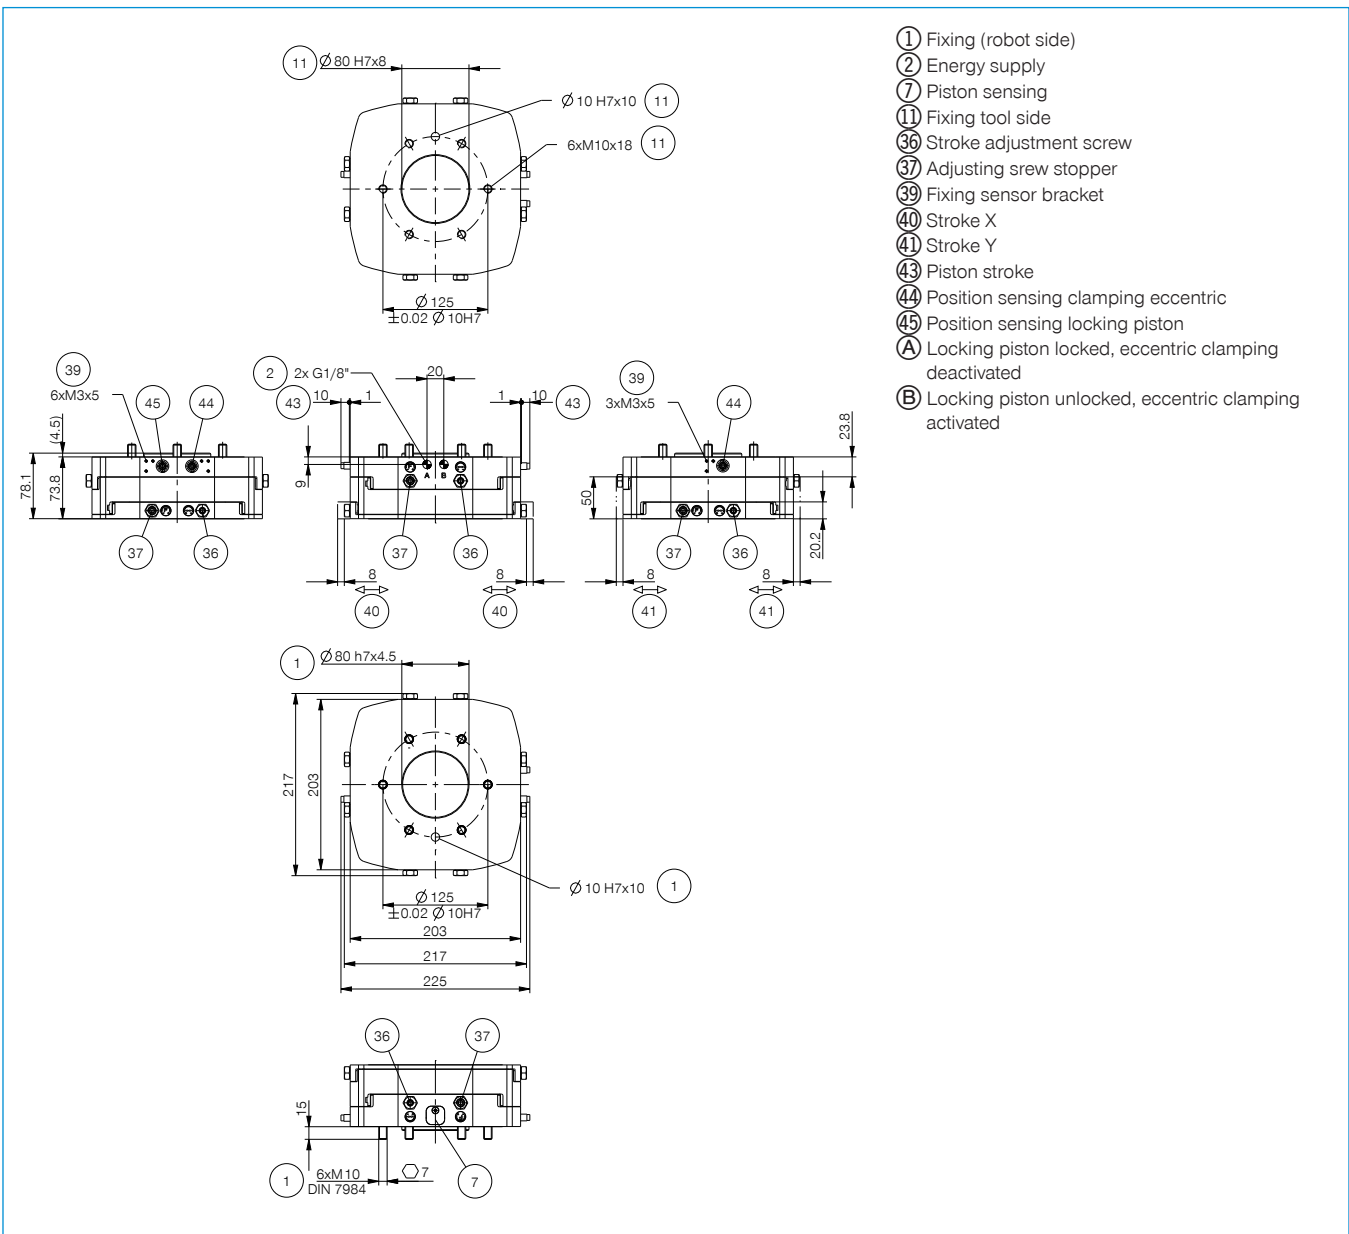 11 Ø 80 H7x8
Ø 10 H7x10 11
6xM10x18 11
Ø 125
±0.02 Ø 10H7
1 Fixing (robot side)
2 Energy supply
7 Piston sensing
11 Fixing tool side
36 Stroke adjustment screw
37 Adjusting srew stopper
39 Fixing sensor bracket
40 Stroke X
41 Stroke Y
43 Piston stroke
44 Position sensing clamping eccentric
45 Position sensing locking piston
A Locking piston locked, eccentric clamping
deactivated
B Locking piston unlocked, eccentric clamping
activated
39
6xM3x5
45
44
(4.5)
78.1
73.8
37
36
2 2x G1/8"
20
43
10
1
1
10
43
9
A
B
37
36
8
8
40
40
39
3xM3x5
44
23.8
50
20.2
37
36
8
8
41
41
1 Ø 80 h7x4.5
217
203
Ø 10 H7x10 1
Ø 125
±0.02 Ø 10H7
203
217
225
36
37
15
1
6xM10
DIN 7984
7
7